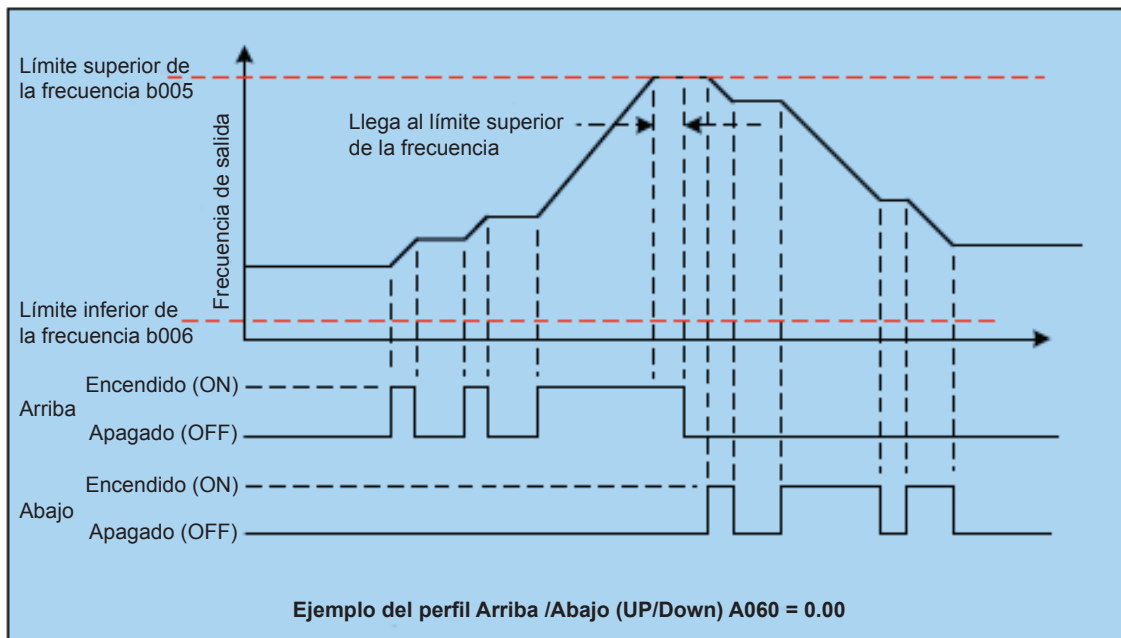 Límite superior de
la frecuencia b005
Frecuencia de salida
Llega al límite superior
de la frecuencia
Límite inferior de
la frecuencia b006
Encendido (ON)
Arriba
Apagado (OFF)
Encendido (ON)
Abajo
Apagado (OFF)
Ejemplo del perfil Arriba /Abajo (UP/Down) A060 = 0.00